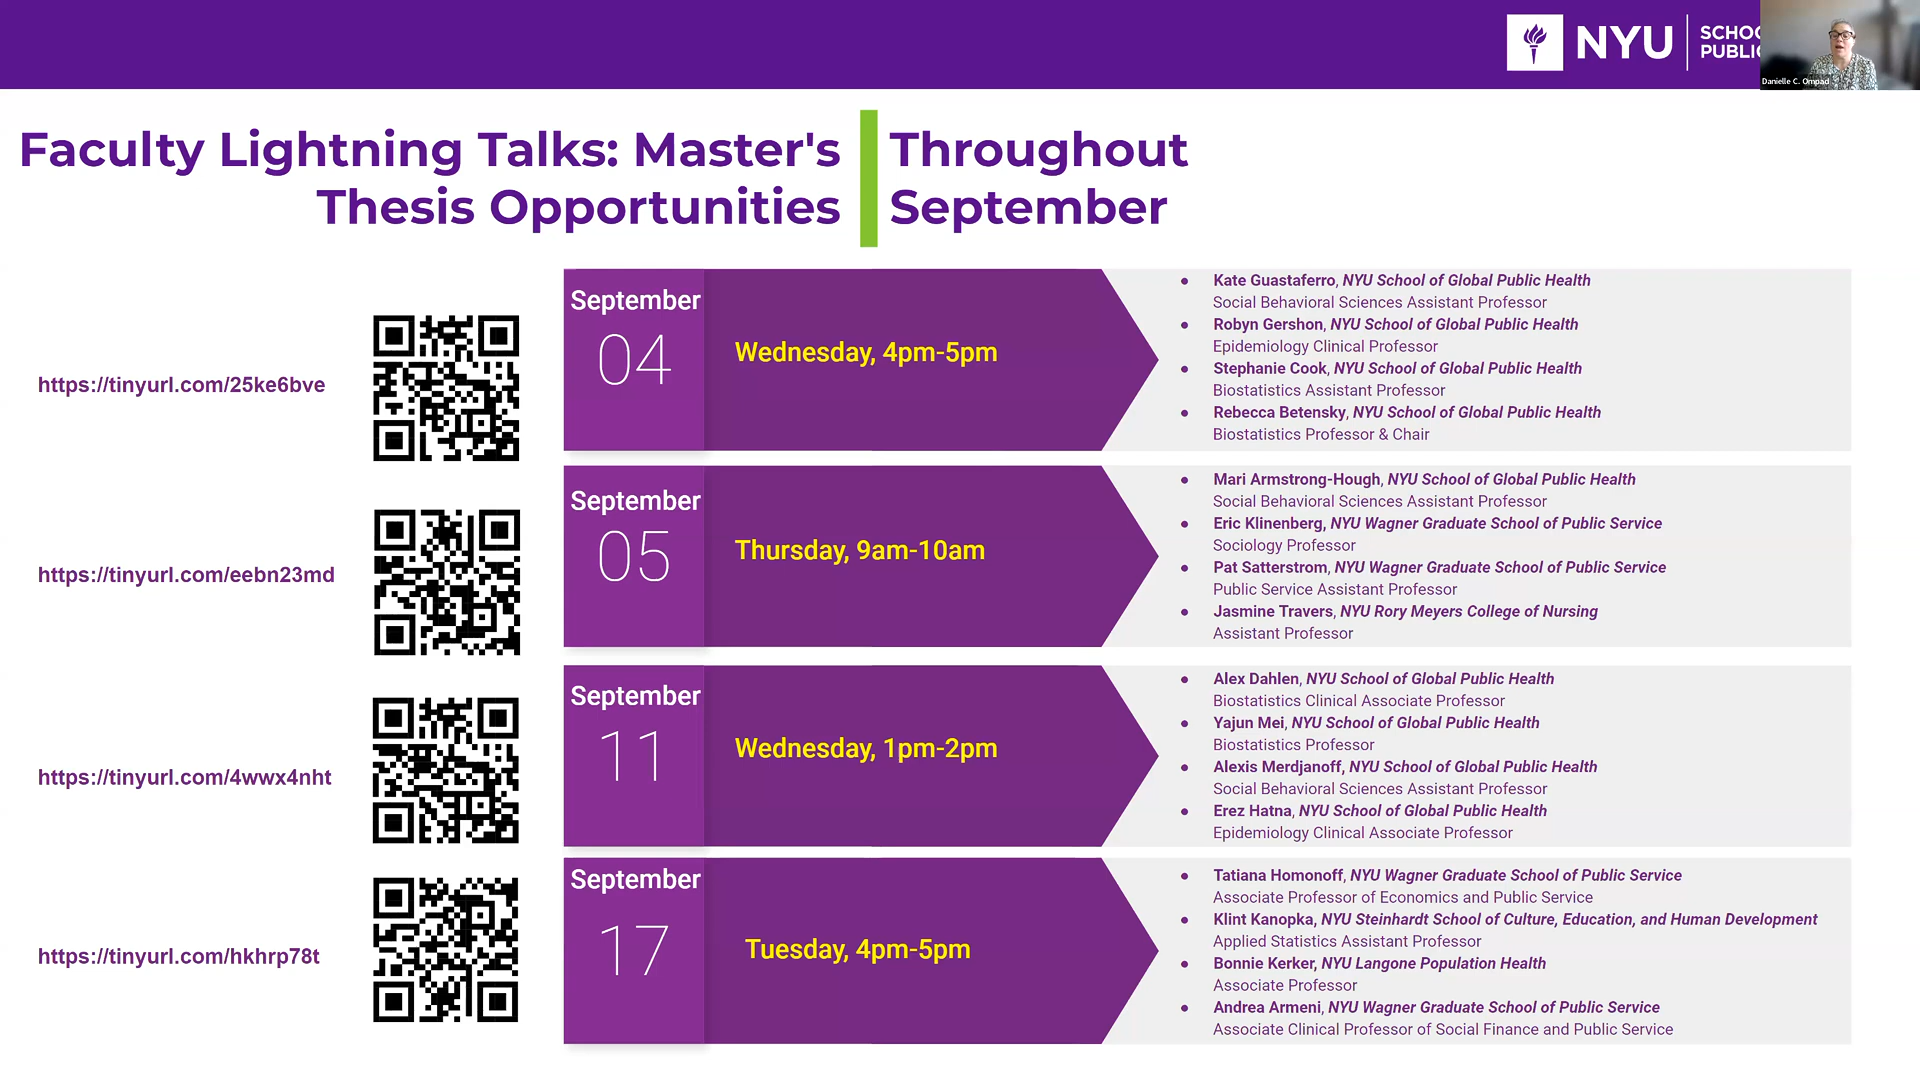 NYU
SCHOO
PUBLIC
Danielle C. Ompad
Faculty Lightning Talks: Master's
Thesis Opportunities
Throughout
September
https://tinyurl.com/25ke6bve
September
04
Wednesday, 4pm-5pm
• Kate Guastaferro, NYU School of Global Public Health
Social Behavioral Sciences Assistant Professor
• Robyn Gershon, NYU School of Global Public Health
Epidemiology Clinical Professor
• Stephanie Cook, NYU School of Global Public Health
Biostatistics Assistant Professor
• Rebecca Betensky, NYU School of Global Public Health
Biostatistics Professor & Chair
https://tinyurl.com/eebn23md
September
05
Thursday, 9am-10am
• Mari Armstrong-Hough, NYU School of Global Public Health
Social Behavioral Sciences Assistant Professor
• Eric Klinenberg, NYU Wagner Graduate School of Public Service
Sociology Professor
• Pat Satterstrom, NYU Wagner Graduate School of Public Service
Public Service Assistant Professor
• Jasmine Travers, NYU Rory Meyers College of Nursing
Assistant Professor
https://tinyurl.com/4wwx4nht
September
11
Wednesday, 1pm-2pm
• Alex Dahlen, NYU School of Global Public Health
Biostatistics Clinical Associate Professor
• Yajun Mei, NYU School of Global Public Health
Biostatistics Professor
• Alexis Merdjanoff, NYU School of Global Public Health
Social Behavioral Sciences Assistant Professor
• Erez Hatna, NYU School of Global Public Health
Epidemiology Clinical Associate Professor
https://tinyurl.com/hkhrp78t
September
17
Tuesday, 4pm-5pm
• Tatiana Homonoff, NYU Wagner Graduate School of Public Service
Associate Professor of Economics and Public Service
• Klint Kanopka, NYU Steinhardt School of Culture, Education, and Human Development
Applied Statistics Assistant Professor
• Bonnie Kerker, NYU Langone Population Health
Associate Professor
• Andrea Armeni, NYU Wagner Graduate School of Public Service
Associate Clinical Professor of Social Finance and Public Service